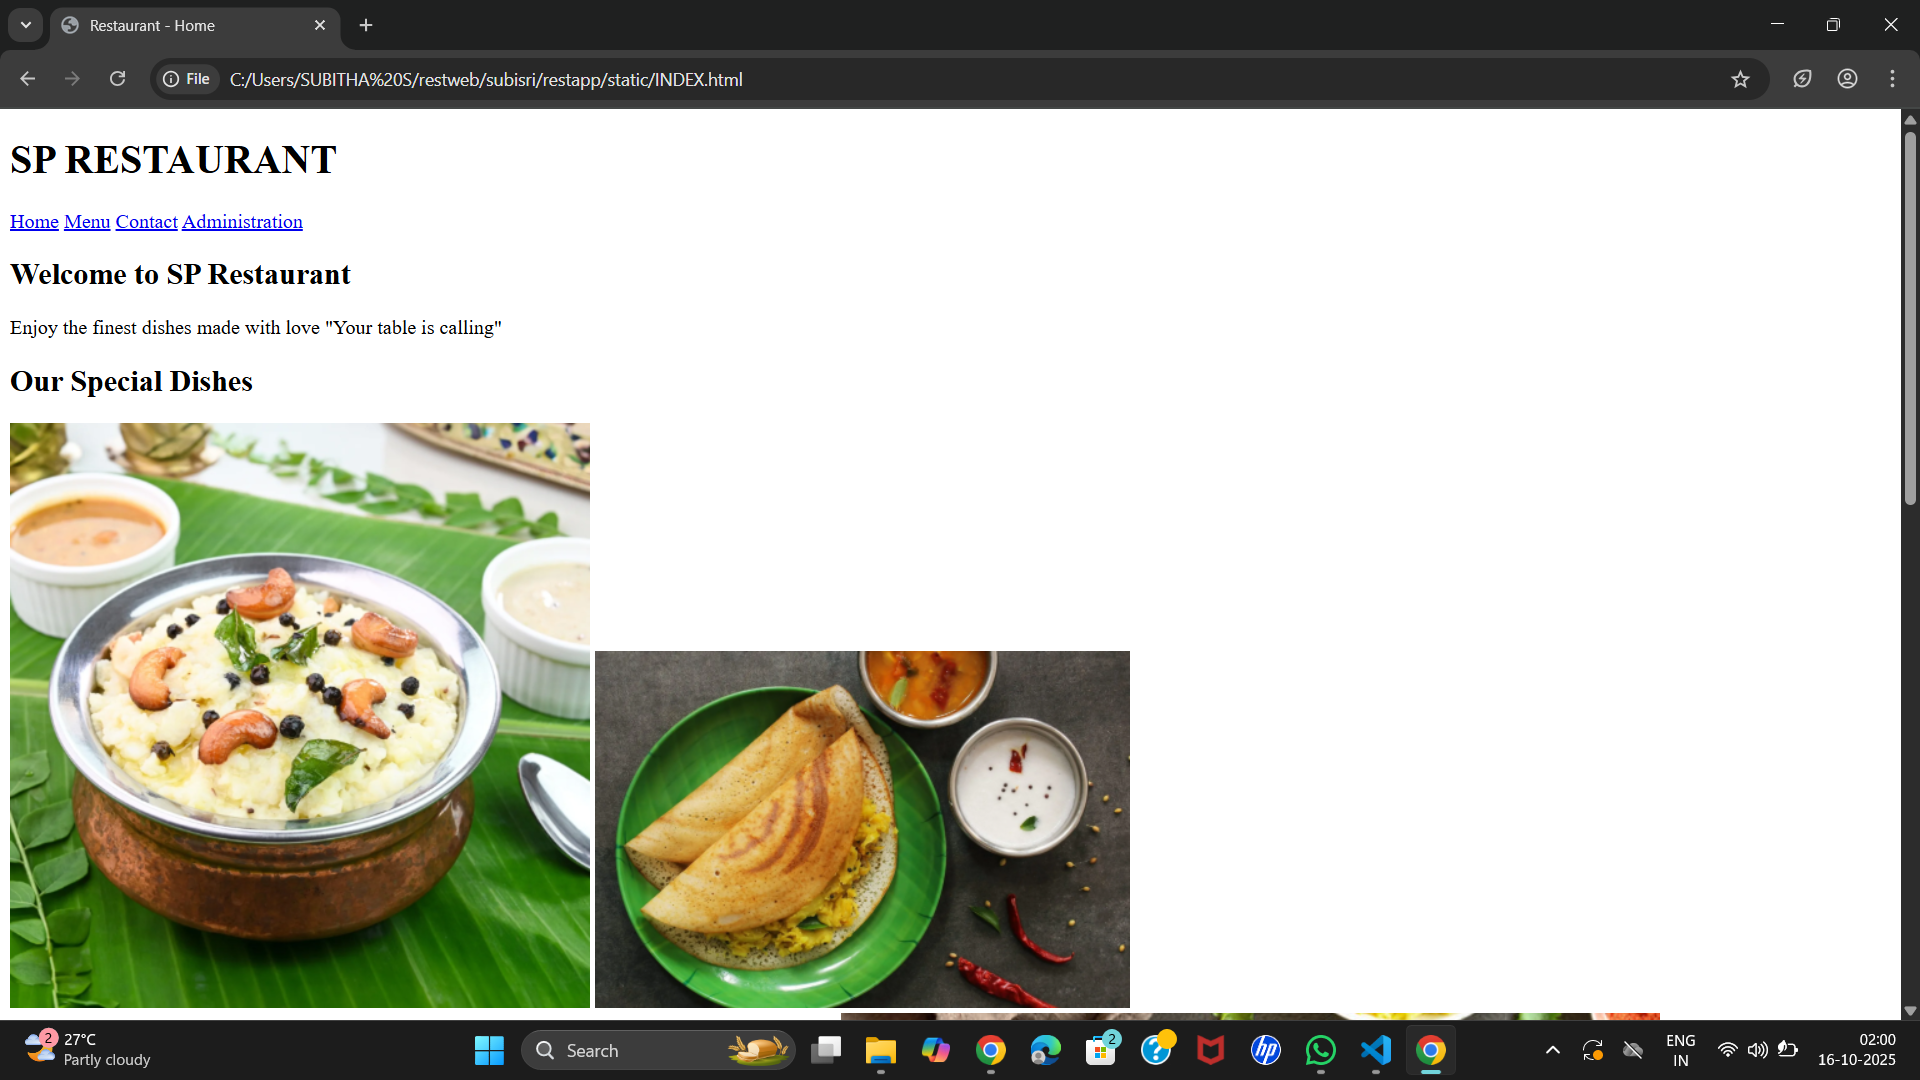 Restaurant - Home
File
C:/Users/SUBITHA%20S/restweb/subisri/restapp/static/INDEX.html
SP RESTAURANT
Home Menu Contact Administration
Welcome to SP Restaurant
Enjoy the finest dishes made with love "Your table is calling"
Our Special Dishes
2
27°C
Partly cloudy
Search
2
?
hp
ENG
IN
02:00
16-10-2025